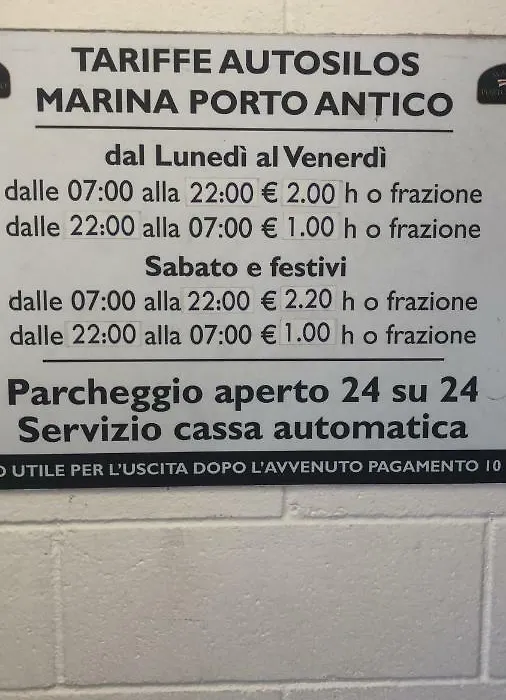 TARIFFE AUTOSILOS
MARINA PORTO ANTICO
dal Lunedì al Venerdì
dalle 07:00 alla 22:00 € 2.00 h o frazione
dalle 22:00 alla 07:00 € 1.00 h o frazione
Sabato e festivi
dalle 07:00 alla 22:00 € 2.20 h o frazione
dalle 22:00 alla 07:00 € 1.00 h o frazione
Parcheggio aperto 24 su 24
Servizio cassa automatica
UTILE PER L'USCITA DOPO L'AVVENUTO PAGAMENTO 10